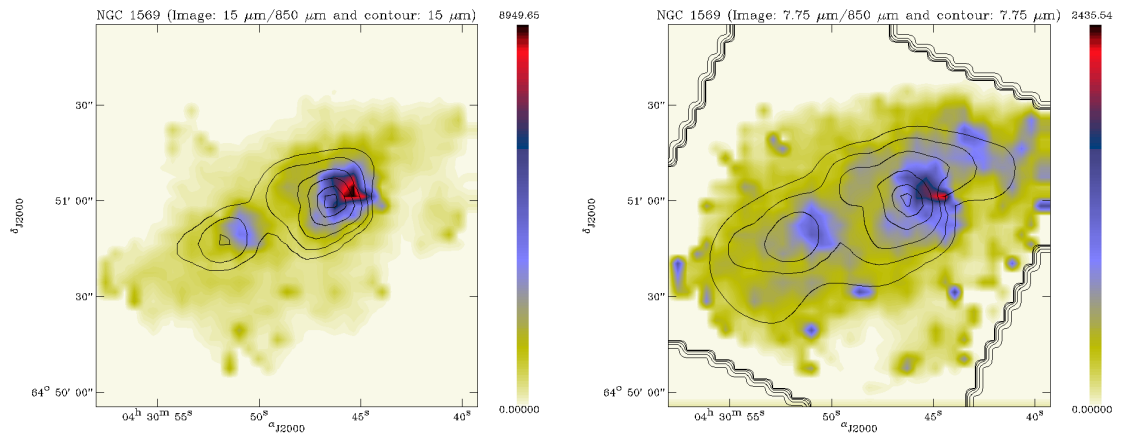 NGC 1569 (Image: 15 μm/850 μm and contour: 15 μm)
8949.65
30″
51′ 00″
30″
64° 50′ 00″
δJ2000
04h 30m 55s
50s
45s
40s
αJ2000
0.00000
NGC 1569 (Image: 7.75 μm/850 μm and contour: 7.75 μm)
2435.54
30″
51′ 00″
30″
64° 50′ 00″
δJ2000
04h 30m 55s
50s
45s
40s
αJ2000
0.00000